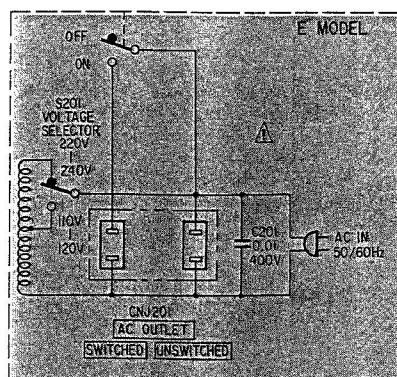 E MODEL
OFF
ON
S201
VOLTAGE
SELECTOR
220V
240V
110V
120V
C201
0.01
400V
AC IN
50/60Hz
CNJ201
AC OUTLET
SWITCHED UNSWITCHED